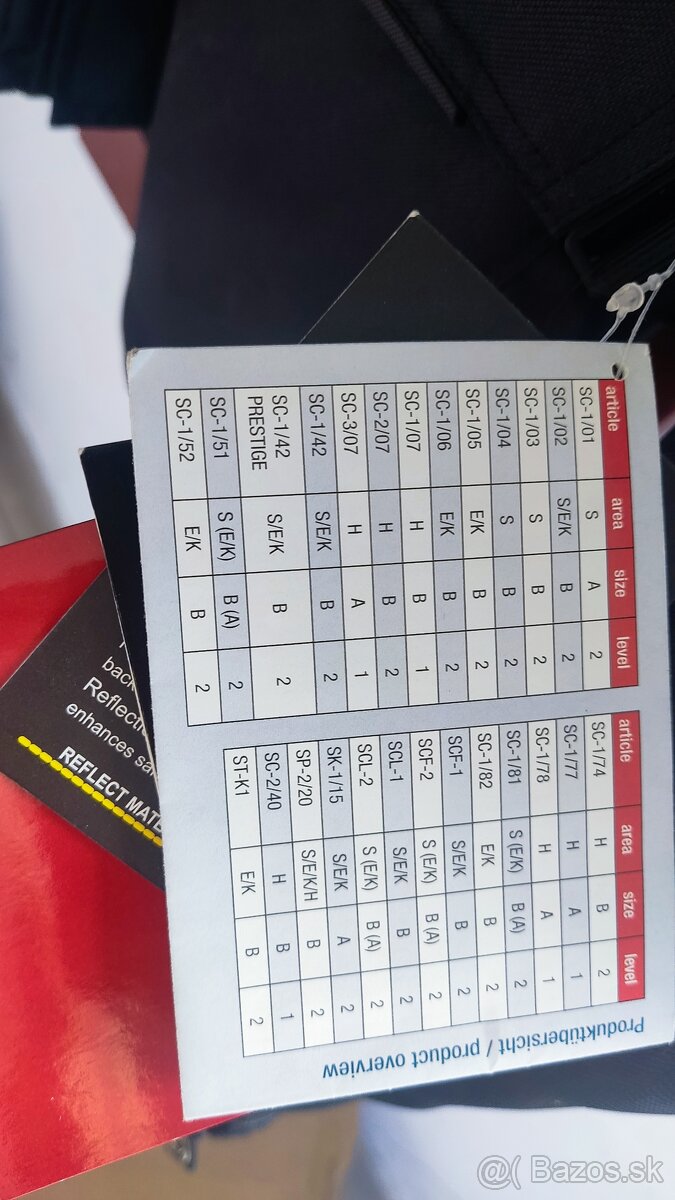 article area size level
SC-1/01 S A 2
SC-1/02 S/E/K B 2
SC-1/03 S B 2
SC-1/04 S B 2
SC-1/05 E/K B 2
SC-1/06 E/K B 2
SC-1/07 H B 1
SC-2/07 H B 2
SC-3/07 H A 1
SC-1/42 S/E/K B 2
SC-1/42 PRESTIGE S/E/K B 2
SC-1/51 S (E/K) B (A) 2
SC-1/52 E/K B 2
article area size level
SC-1/74 H B 2
SC-1/77 H A 1
SC-1/78 H A 1
SC-1/81 S (E/K) B (A) 2
SC-1/82 E/K B 2
SCF-1 S/E/K B 2
SCF-2 S (E/K) B (A) 2
SCL-1 S/E/K B 2
SCL-2 S (E/K) B (A) 2
SK-1/15 S/E/K A 2
SP-2/20 S/E/K/H B 2
SC-2/40 H B 1
ST-K1 E/K B 2
Produktübersicht / product overview
back
enhances
REFLECT
@( Bazos.sk